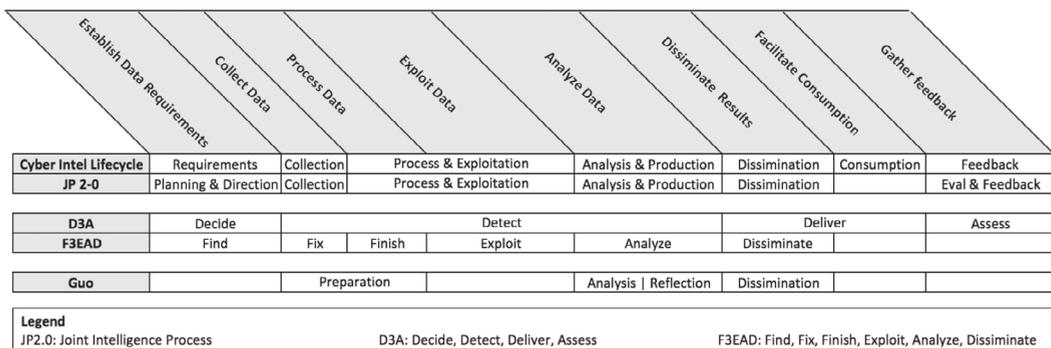 Establish Data Requirements
Collect Data
Process Data
Exploit Data
Analyze Data
Dissiminate Results
Facilitate Consumption
Gather feedback
Cyber Intel Lifecycle Requirements Collection Process & Exploitation Analysis & Production Dissimination Consumption Feedback
JP 2-0 Planning & Direction Collection Process & Exploitation Analysis & Production Dissimination Eval & Feedback
D3A Decide Detect Deliver Assess
F3EAD Find Fix Finish Exploit Analyze Dissiminate
Guo Preparation Analysis | Reflection Dissimination
Legend
JP2.0: Joint Intelligence Process D3A: Decide, Detect, Deliver, Assess F3EAD: Find, Fix, Finish, Exploit, Analyze, Dissiminate